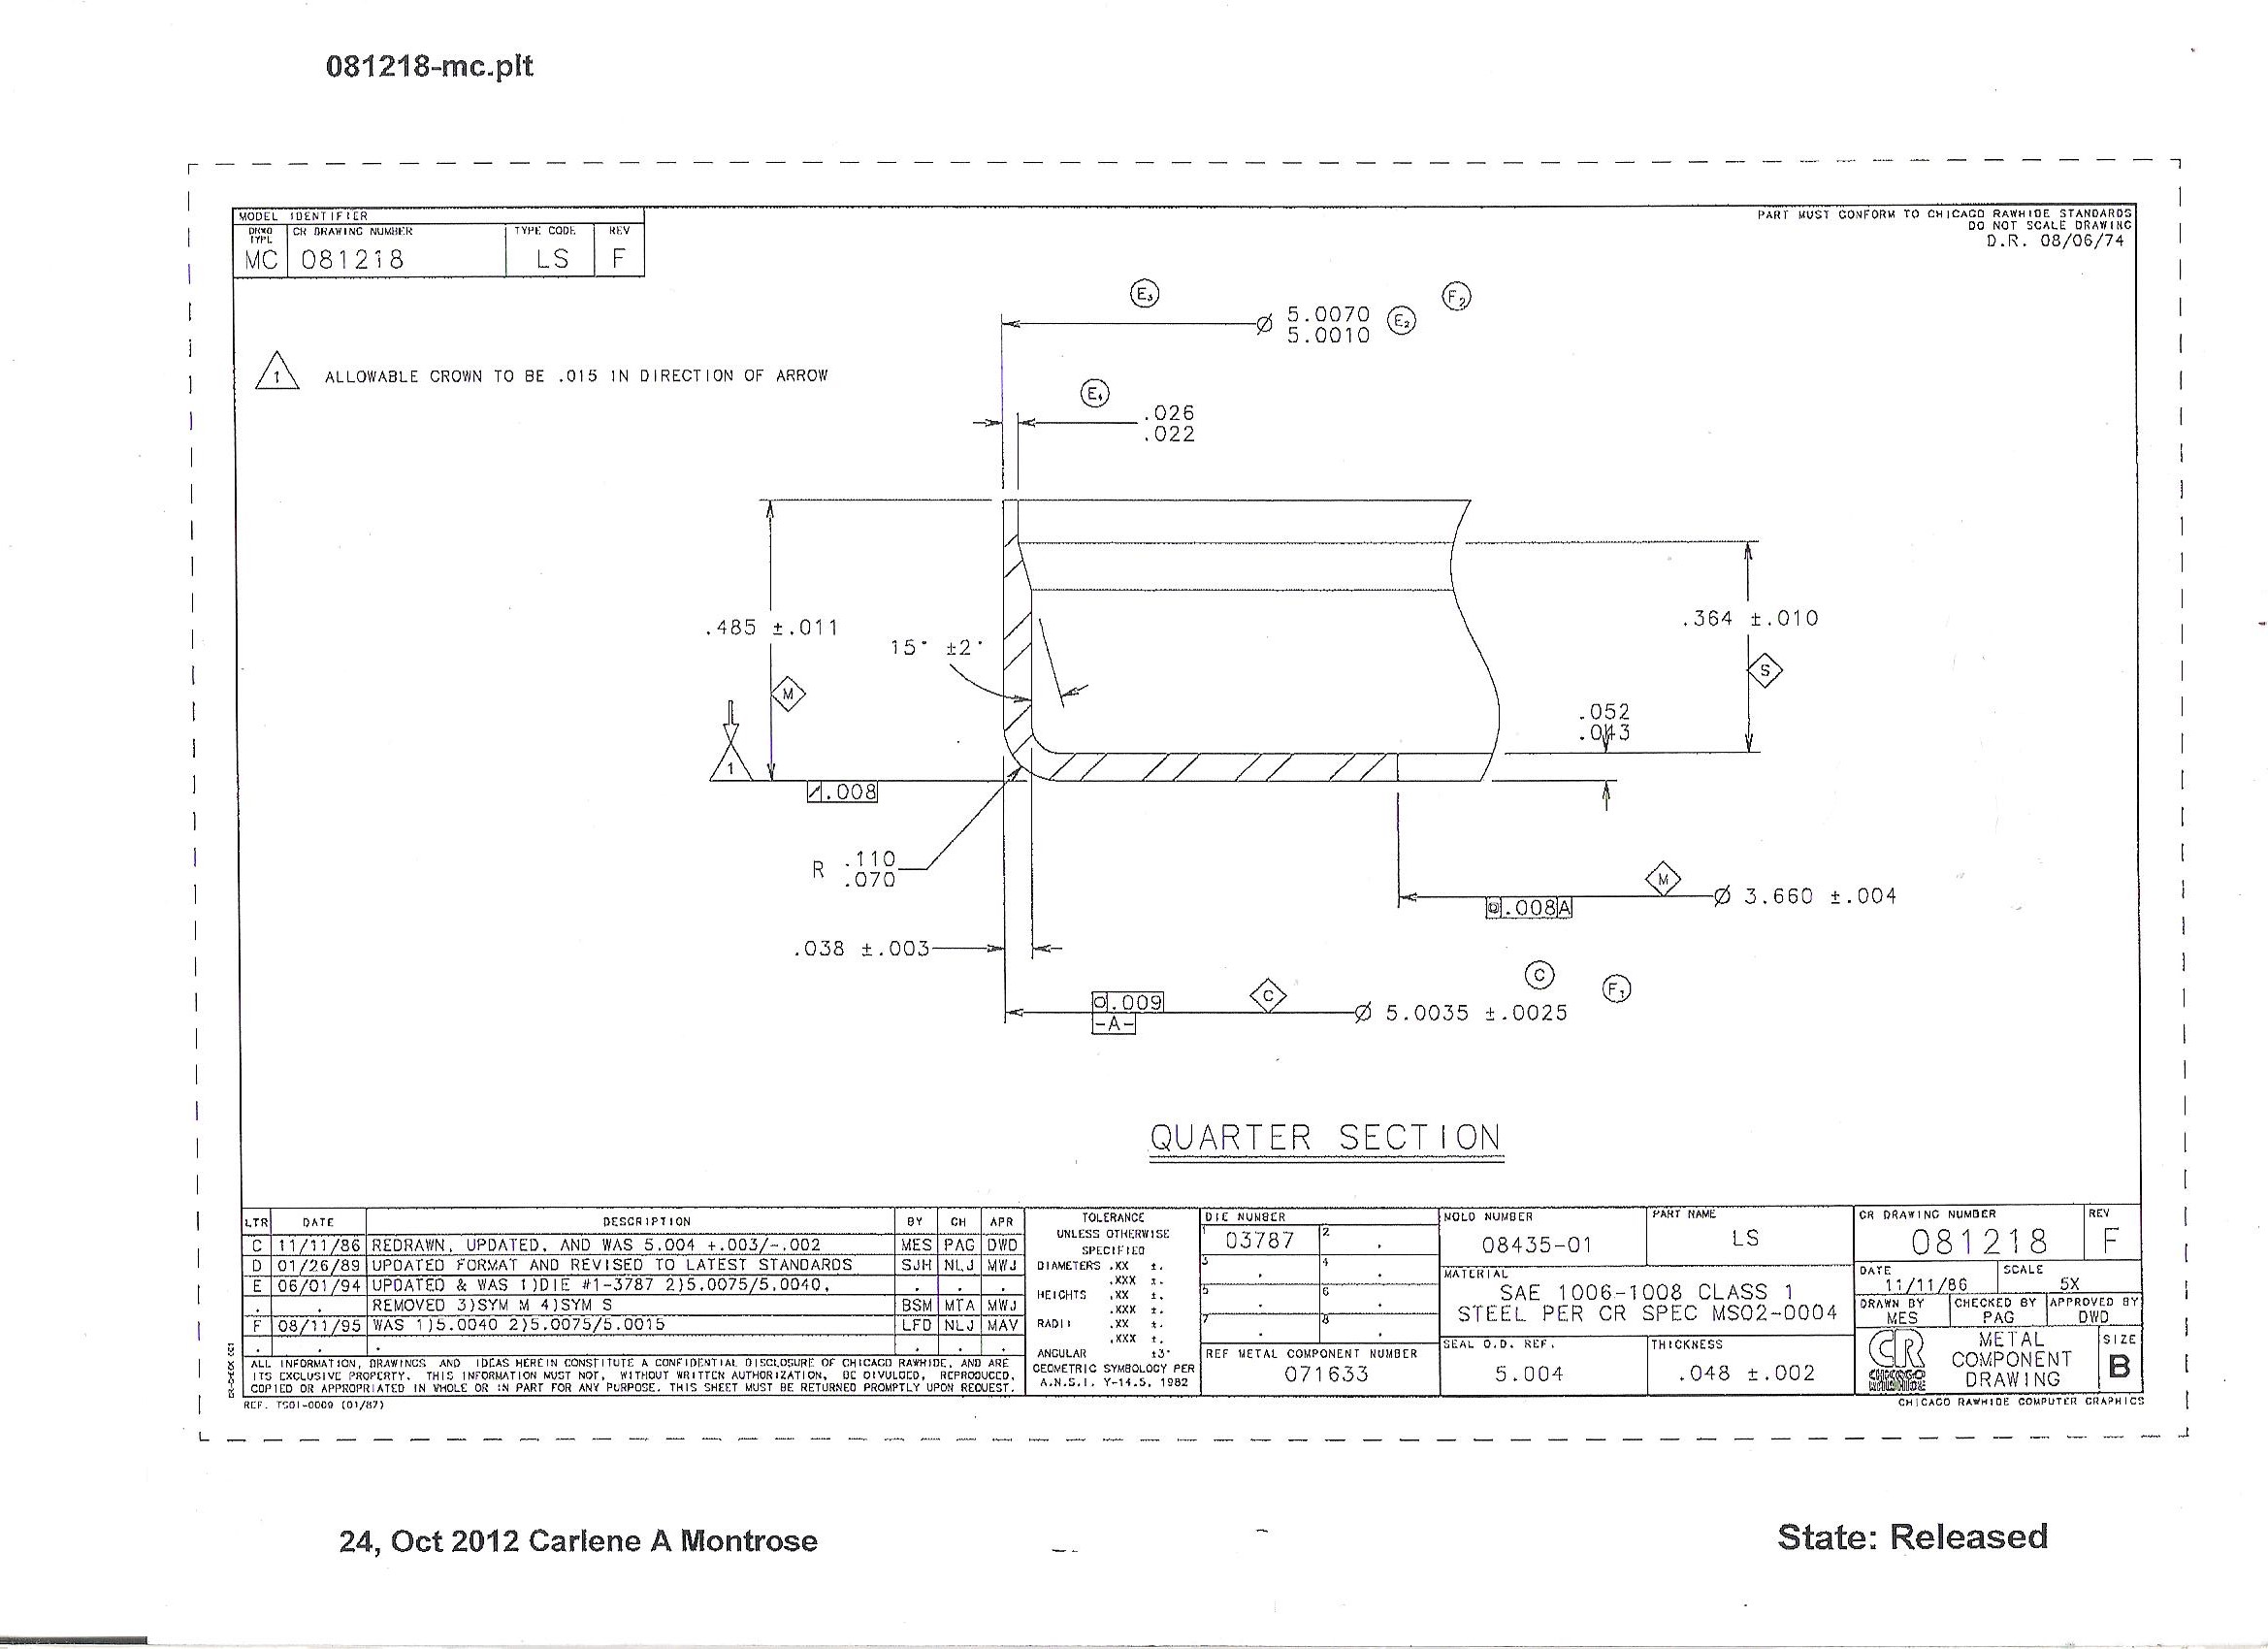 081218-mc.plt
MODEL IDENTIFIER
DRWG TYPE
CR DRAWING NUMBER
TYPE CODE
REV
MC
081218
LS
F
PART MUST CONFORM TO CHICAGO RAWHIDE STANDARDS
DO NOT SCALE DRAWING
D.R. 08/06/74
E3
F2
Ø 5.0070
5.0010
E2
1 ALLOWABLE CROWN TO BE .015 IN DIRECTION OF ARROW
E4
.026
.022
.485 ±.011
15° ±2°
.364 ±.010
M
S
.052
.043
1
.008
R .110
.070
M
Ø 3.660 ±.004
.008 A
.038 ±.003
C
F1
.009
C
-A-
Ø 5.0035 ±.0025
QUARTER SECTION
LTR DATE DESCRIPTION BY CH APR
C 11/11/86 REDRAWN, UPDATED, AND WAS 5.004 +.003/-.002 MES PAG DWD
D 01/26/89 UPDATED FORMAT AND REVISED TO LATEST STANDARDS SJH NLJ MWJ
E 06/01/94 UPDATED & WAS 1)DIE #1-3787 2)5.0075/5.0040,
REMOVED 3)SYM M 4)SYM S BSM MTA MWJ
F 08/11/95 WAS 1)5.0040 2)5.0075/5.0015 LFD NLJ MAV
ALL INFORMATION, DRAWINGS AND IDEAS HEREIN CONSTITUTE A CONFIDENTIAL DISCLOSURE OF CHICAGO RAWHIDE, AND ARE
ITS EXCLUSIVE PROPERTY. THIS INFORMATION MUST NOT, WITHOUT WRITTEN AUTHORIZATION, BE DIVULGED, REPRODUCED,
COPIED OR APPROPRIATED IN WHOLE OR IN PART FOR ANY PURPOSE. THIS SHEET MUST BE RETURNED PROMPTLY UPON REQUEST.
REF. TS01-0009 (01/87)
TOLERANCE
UNLESS OTHERWISE
SPECIFIED
DIAMETERS .XX ±.
.XXX ±.
HEIGHTS .XX ±.
.XXX ±.
RADII .XX ±.
.XXX ±.
ANGULAR ±3°
GEOMETRIC SYMBOLOGY PER
A.N.S.I. Y-14.5, 1982
DIE NUMBER
1 03787 2
3 4
5 6
7 8
REF METAL COMPONENT NUMBER
071633
MOLD NUMBER
08435-01
PART NAME
LS
MATERIAL
SAE 1006-1008 CLASS 1
STEEL PER CR SPEC MS02-0004
SEAL O.D. REF.
5.004
THICKNESS
.048 ±.002
CR DRAWING NUMBER
081218
REV
F
DATE
11/11/86
SCALE
5X
DRAWN BY
MES
CHECKED BY
PAG
APPROVED BY
DWD
CR
CHICAGO
RAWHIDE
METAL
COMPONENT
DRAWING
SIZE
B
CHICAGO RAWHIDE COMPUTER GRAPHICS
24, Oct 2012 Carlene A Montrose
State: Released